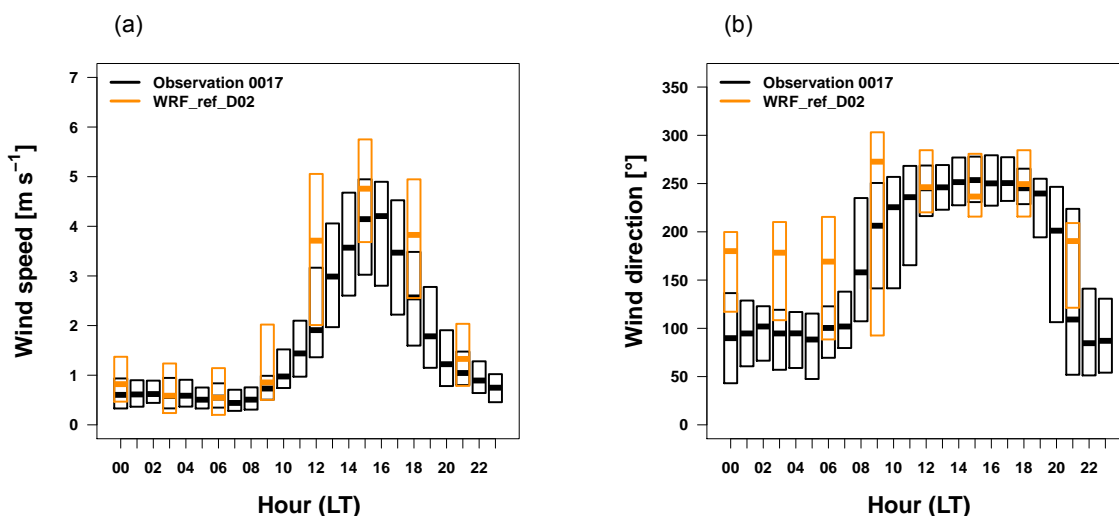 (a)
(b)
Observation 0017
WRF_ref_D02
Wind speed [m s⁻¹]
7
6
5
4
3
2
1
0
00 02 04 06 08 10 12 14 16 18 20 22
Hour (LT)
Observation 0017
WRF_ref_D02
Wind direction [°]
350
300
250
200
150
100
50
0
00 02 04 06 08 10 12 14 16 18 20 22
Hour (LT)